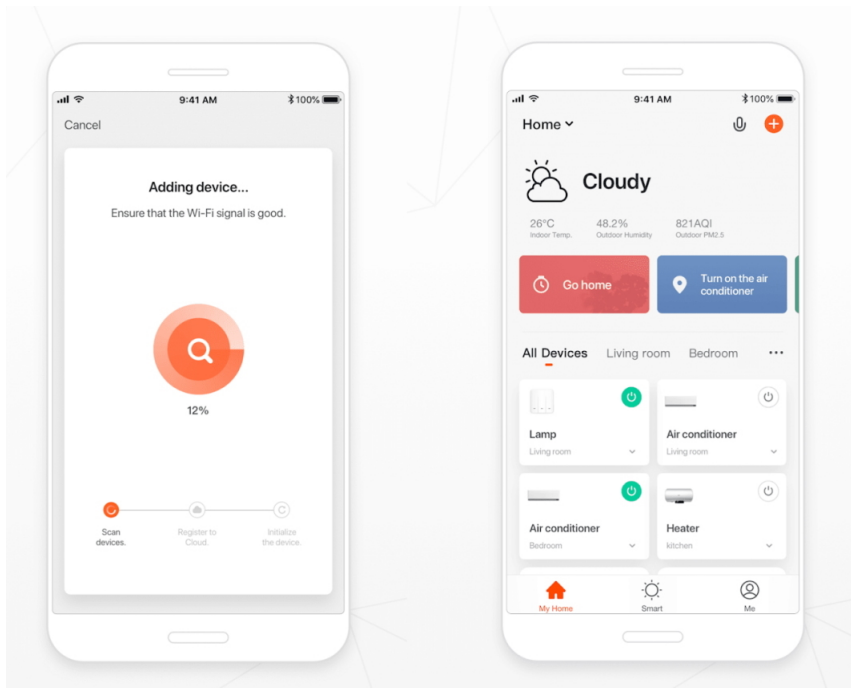 9:41 AM
100%
Cancel
Adding device...
Ensure that the Wi-Fi signal is good.
12%
Scan
devices.
Register to
Cloud.
Initialize
the device.
9:41 AM
100%
Home
Cloudy
26°C
Indoor Temp.
48.2%
Outdoor Humidity
821AQI
Outdoor PM2.5
Go home
Turn on the air
conditioner
All Devices
Living room
Bedroom
Lamp
Living room
Air conditioner
Living room
Air conditioner
Bedroom
Heater
kitchen
My Home
Smart
Me